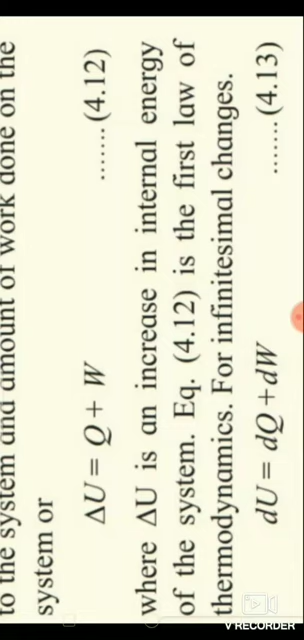 to the system and amount of work done on the
system or
ΔU = Q + W ........(4.12)
where ΔU is an increase in internal energy
of the system. Eq. (4.12) is the first law of
thermodynamics. For infinitesimal changes.
dU = dQ +dW ........(4.13)
V RECORDER